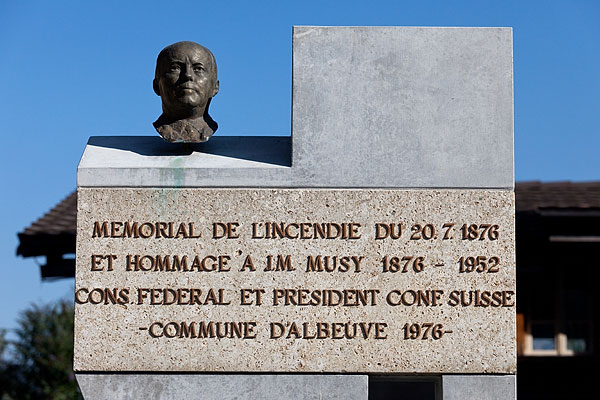 MEMORIAL DE L'INCENDIE DU 20.7.1876
ET HOMMAGE A J.M. MUSY 1876 - 1952
CONS. FEDERAL ET PRÉSIDENT CONF. SUISSE
-COMMUNE D'ALBEUVE 1976-